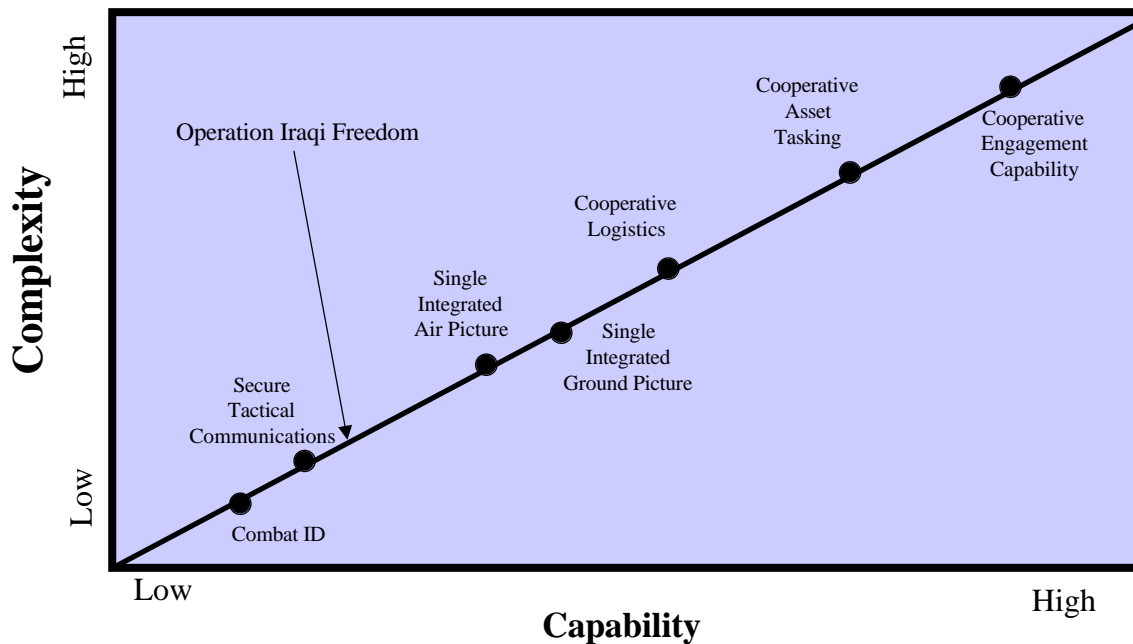 High
Cooperative
Asset
Tasking
Cooperative
Engagement
Capability
Operation Iraqi Freedom
Complexity
Cooperative
Logistics
Single
Integrated
Air Picture
Single
Integrated
Ground Picture
Secure
Tactical
Communications
Low
Combat ID
Low
High
Capability